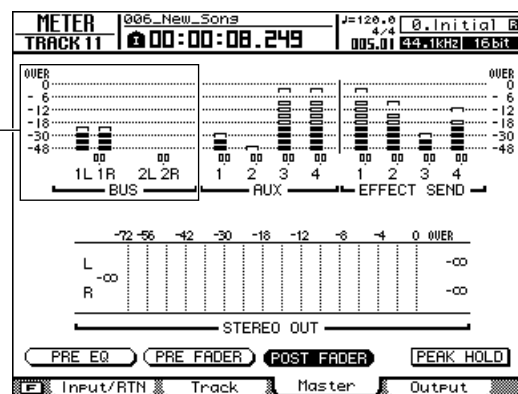 METER
TRACK 11
006_New_Song
00:00:08.249
J=120.0
4/4
005.01
0.Initial
44.1kHz 16bit
OVER OVER
0 0
- 6 - 6
-12 -12
-18 -18
-30 -30
-48 -48
1L 1R 2L 2R 1 2 3 4 1 2 3 4
BUS AUX EFFECT SEND
-72 -56 -42 -30 -18 -12 -8 -4 0 OVER
L
-∞ -∞
R -∞
STEREO OUT
PRE EQ PRE FADER POST FADER PEAK HOLD
F Input/RTN Track Master Output